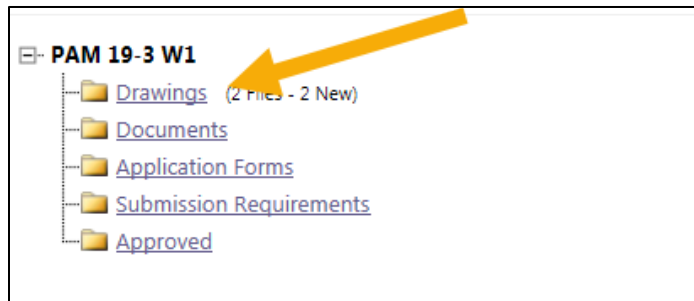 PAM 19-3 W1
Drawings (2 Files - 2 New)
Documents
Application Forms
Submission Requirements
Approved